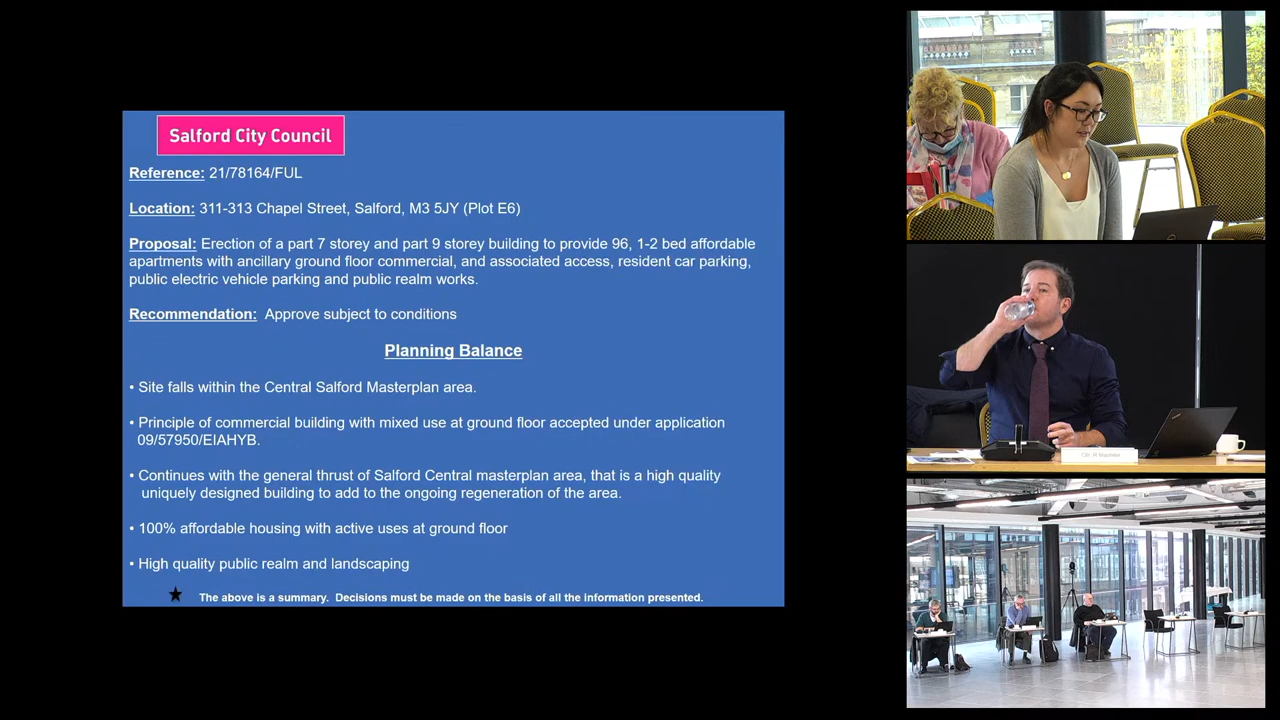 Salford City Council
Reference: 21/78164/FUL
Location: 311-313 Chapel Street, Salford, M3 5JY (Plot E6)
Proposal: Erection of a part 7 storey and part 9 storey building to provide 96, 1-2 bed affordable
apartments with ancillary ground floor commercial, and associated access, resident car parking,
public electric vehicle parking and public realm works.
Recommendation: Approve subject to conditions
Planning Balance
• Site falls within the Central Salford Masterplan area.
• Principle of commercial building with mixed use at ground floor accepted under application
09/57950/EIAHYB.
• Continues with the general thrust of Salford Central masterplan area, that is a high quality
uniquely designed building to add to the ongoing regeneration of the area.
• 100% affordable housing with active uses at ground floor
• High quality public realm and landscaping
★ The above is a summary. Decisions must be made on the basis of all the information presented.